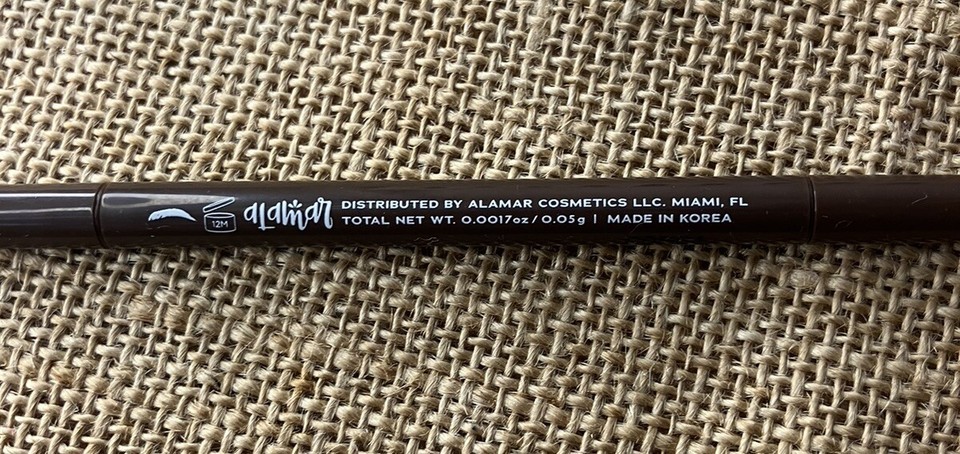 12M
alamar
DISTRIBUTED BY ALAMAR COSMETICS LLC. MIAMI, FL
TOTAL NET WT. 0.0017oz / 0.05g | MADE IN KOREA